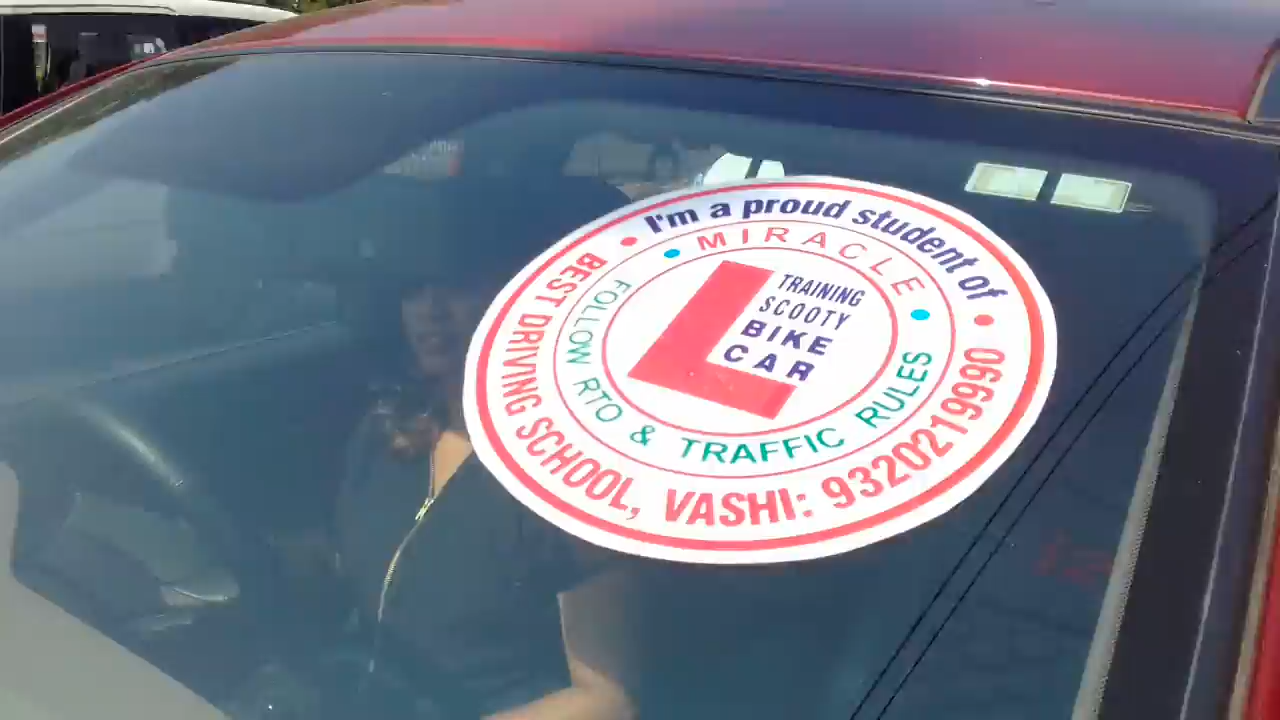 I'm a proud student of
MIRACLE
TRAINING
SCOOTY
BIKE
CAR
L
FOLLOW RTO & TRAFFIC RULES
BEST DRIVING SCHOOL, VASHI: 9320219990